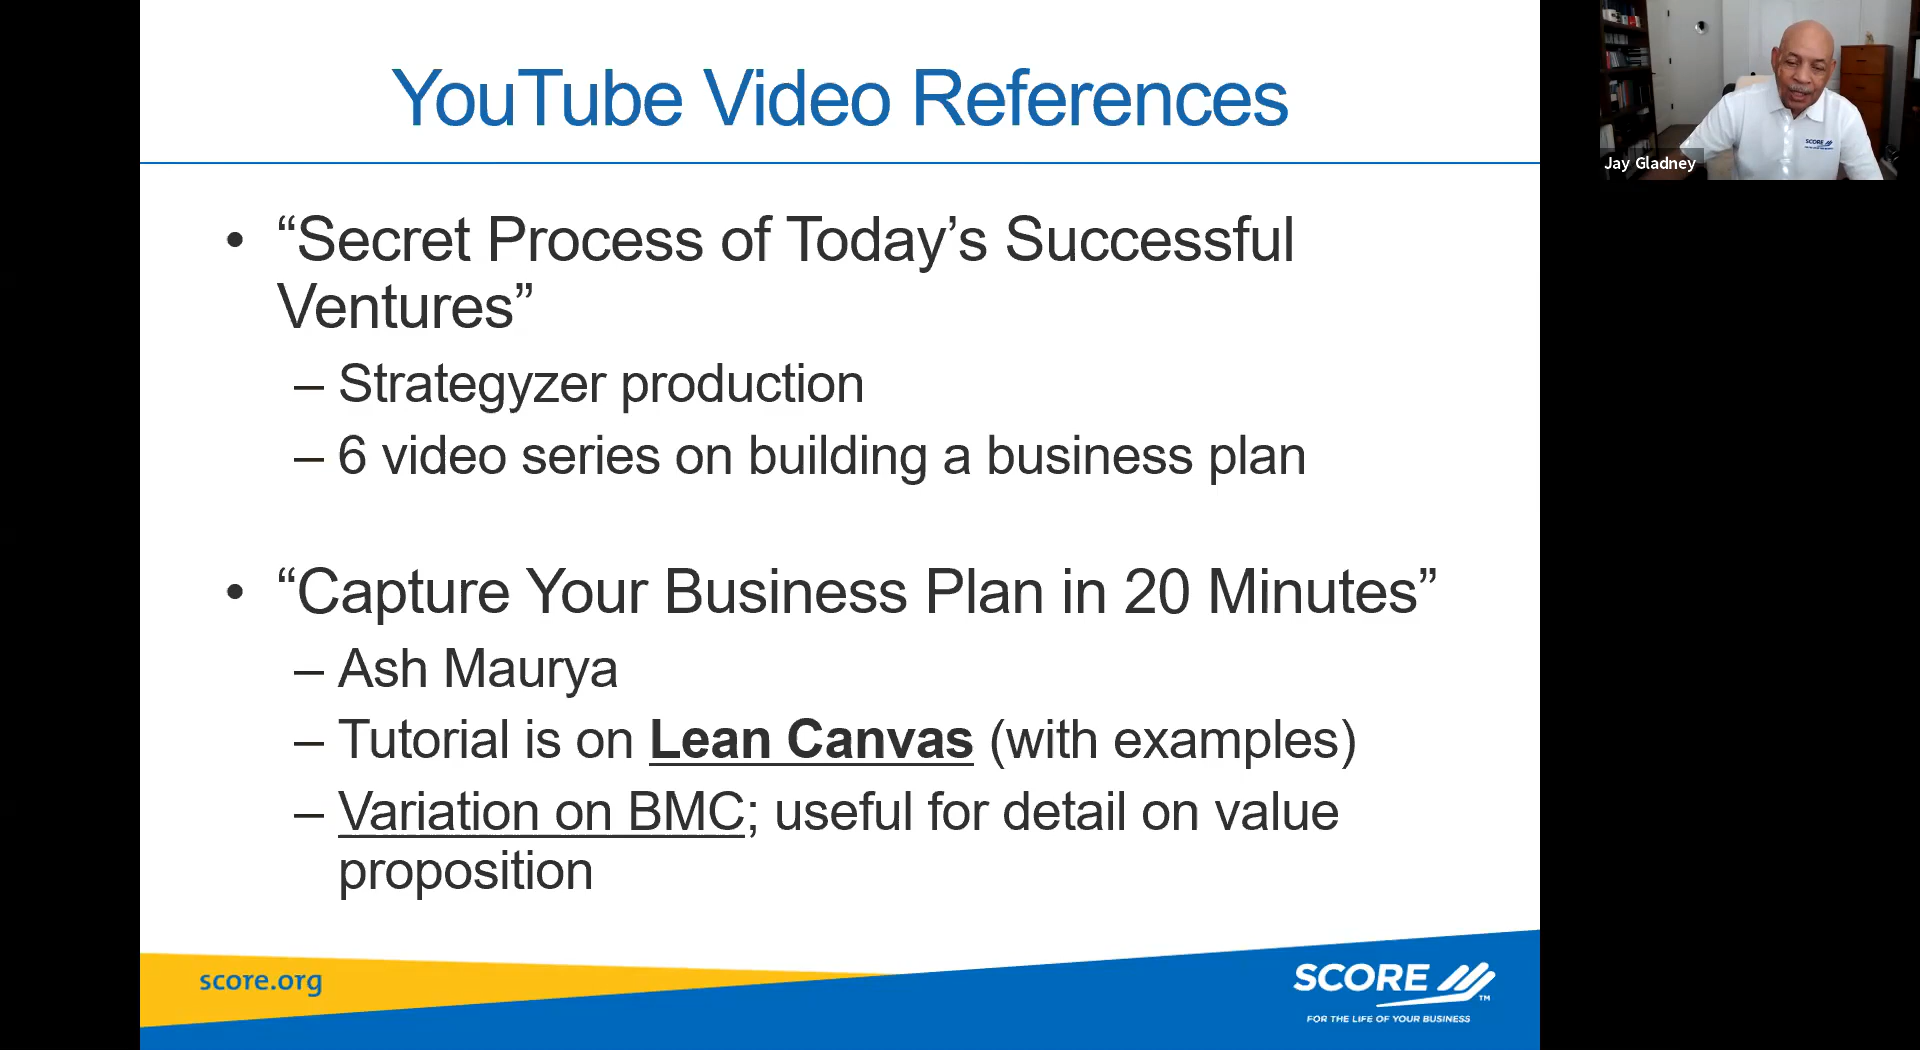 YouTube Video References
• “Secret Process of Today’s Successful
Ventures”
– Strategyzer production
– 6 video series on building a business plan
• “Capture Your Business Plan in 20 Minutes”
– Ash Maurya
– Tutorial is on Lean Canvas (with examples)
– Variation on BMC; useful for detail on value
proposition
score.org
SCORE
TM
FOR THE LIFE OF YOUR BUSINESS
SCORE
Jay Gladney